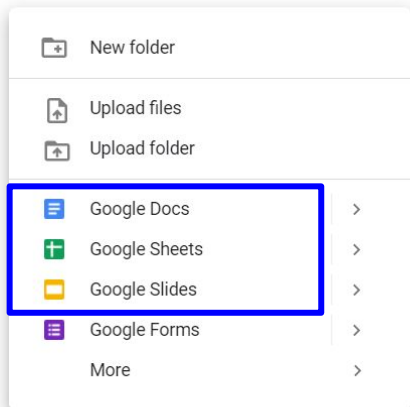 New folder
Upload files
Upload folder
Google Docs
Google Sheets
Google Slides
Google Forms
More